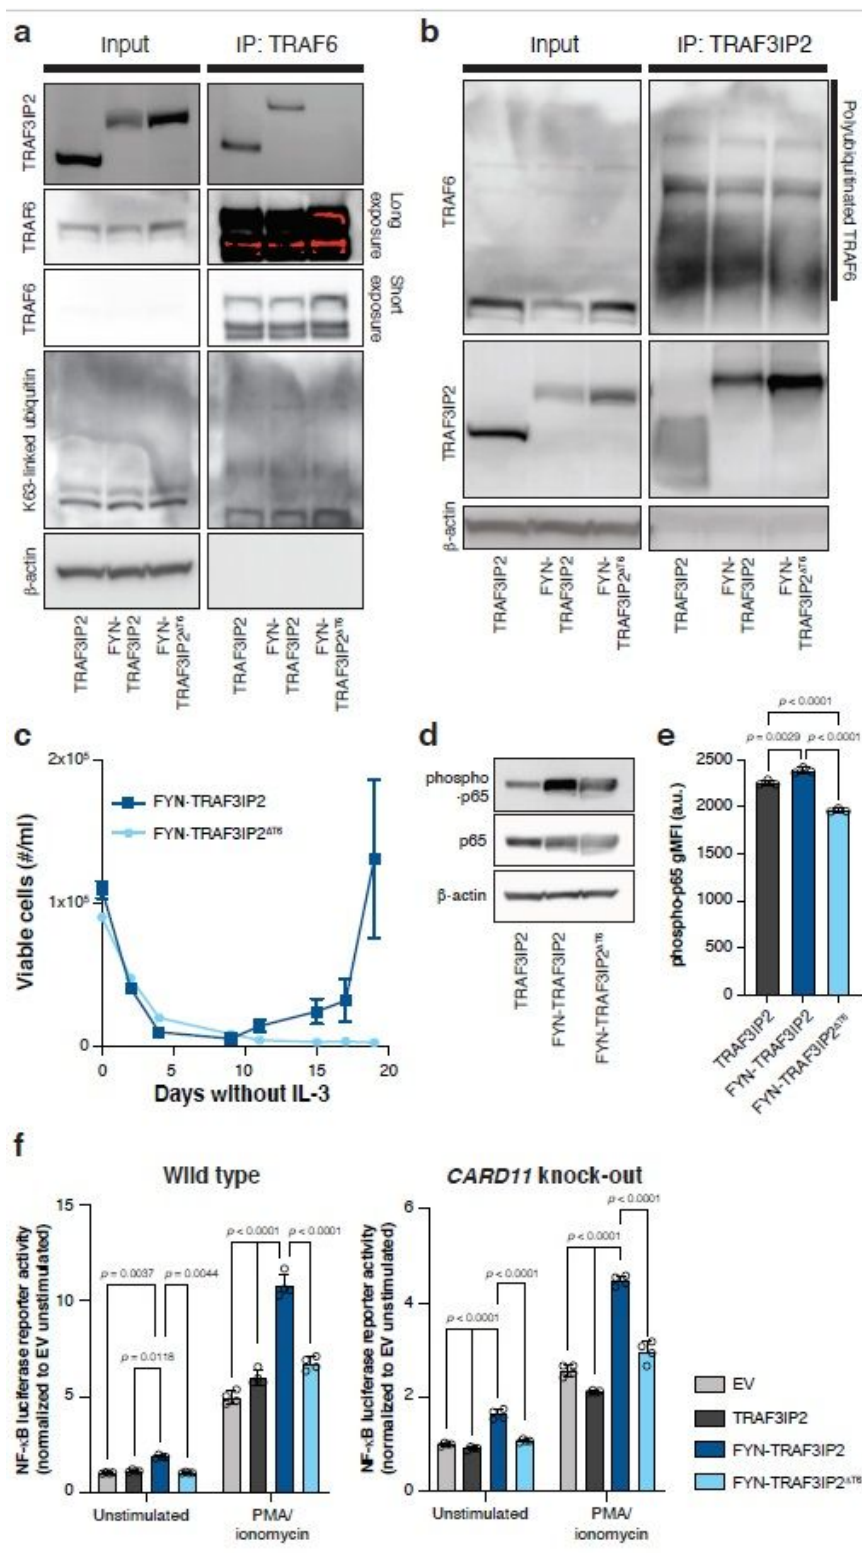 a
Input
IP: TRAF6
TRAF3IP2
TRAF6
Long exposure
TRAF6
Short exposure
K63-linked ubiquitin
β-actin
TRAF3IP2
FYN-TRAF3IP2
FYN-TRAF3IP2ΔT6
TRAF3IP2
FYN-TRAF3IP2
FYN-TRAF3IP2ΔT6
b
Input
IP: TRAF3IP2
TRAF6
Polyubiquitinated TRAF6
TRAF3IP2
β-actin
TRAF3IP2
FYN-TRAF3IP2
FYN-TRAF3IP2ΔT6
TRAF3IP2
FYN-TRAF3IP2
FYN-TRAF3IP2ΔT6
c
2x10⁵
1x10⁵
0
Viable cells (#/ml)
FYN-TRAF3IP2
FYN-TRAF3IP2ΔT6
0 5 10 15 20
Days without IL-3
d
phospho
-p65
p65
β-actin
TRAF3IP2
FYN-TRAF3IP2
FYN-TRAF3IP2ΔT6
e
p < 0.0001
p = 0.0029 p < 0.0001
2500
2000
1500
1000
500
0
phospho-p65 gMFI (a.u.)
TRAF3IP2
FYN-TRAF3IP2
FYN-TRAF3IP2ΔT6
f
Wild type
NF-κB luciferase reporter activity
(normalized to EV unstimulated)
15
10
5
0
p = 0.0037
p = 0.0044
p = 0.0118
p < 0.0001
p < 0.0001
Unstimulated
PMA/
ionomycin
CARD11 knock-out
NF-κB luciferase reporter activity
(normalized to EV unstimulated)
6
4
2
0
p < 0.0001
p < 0.0001
p < 0.0001
p < 0.0001
Unstimulated
PMA/
ionomycin
EV
TRAF3IP2
FYN-TRAF3IP2
FYN-TRAF3IP2ΔT6